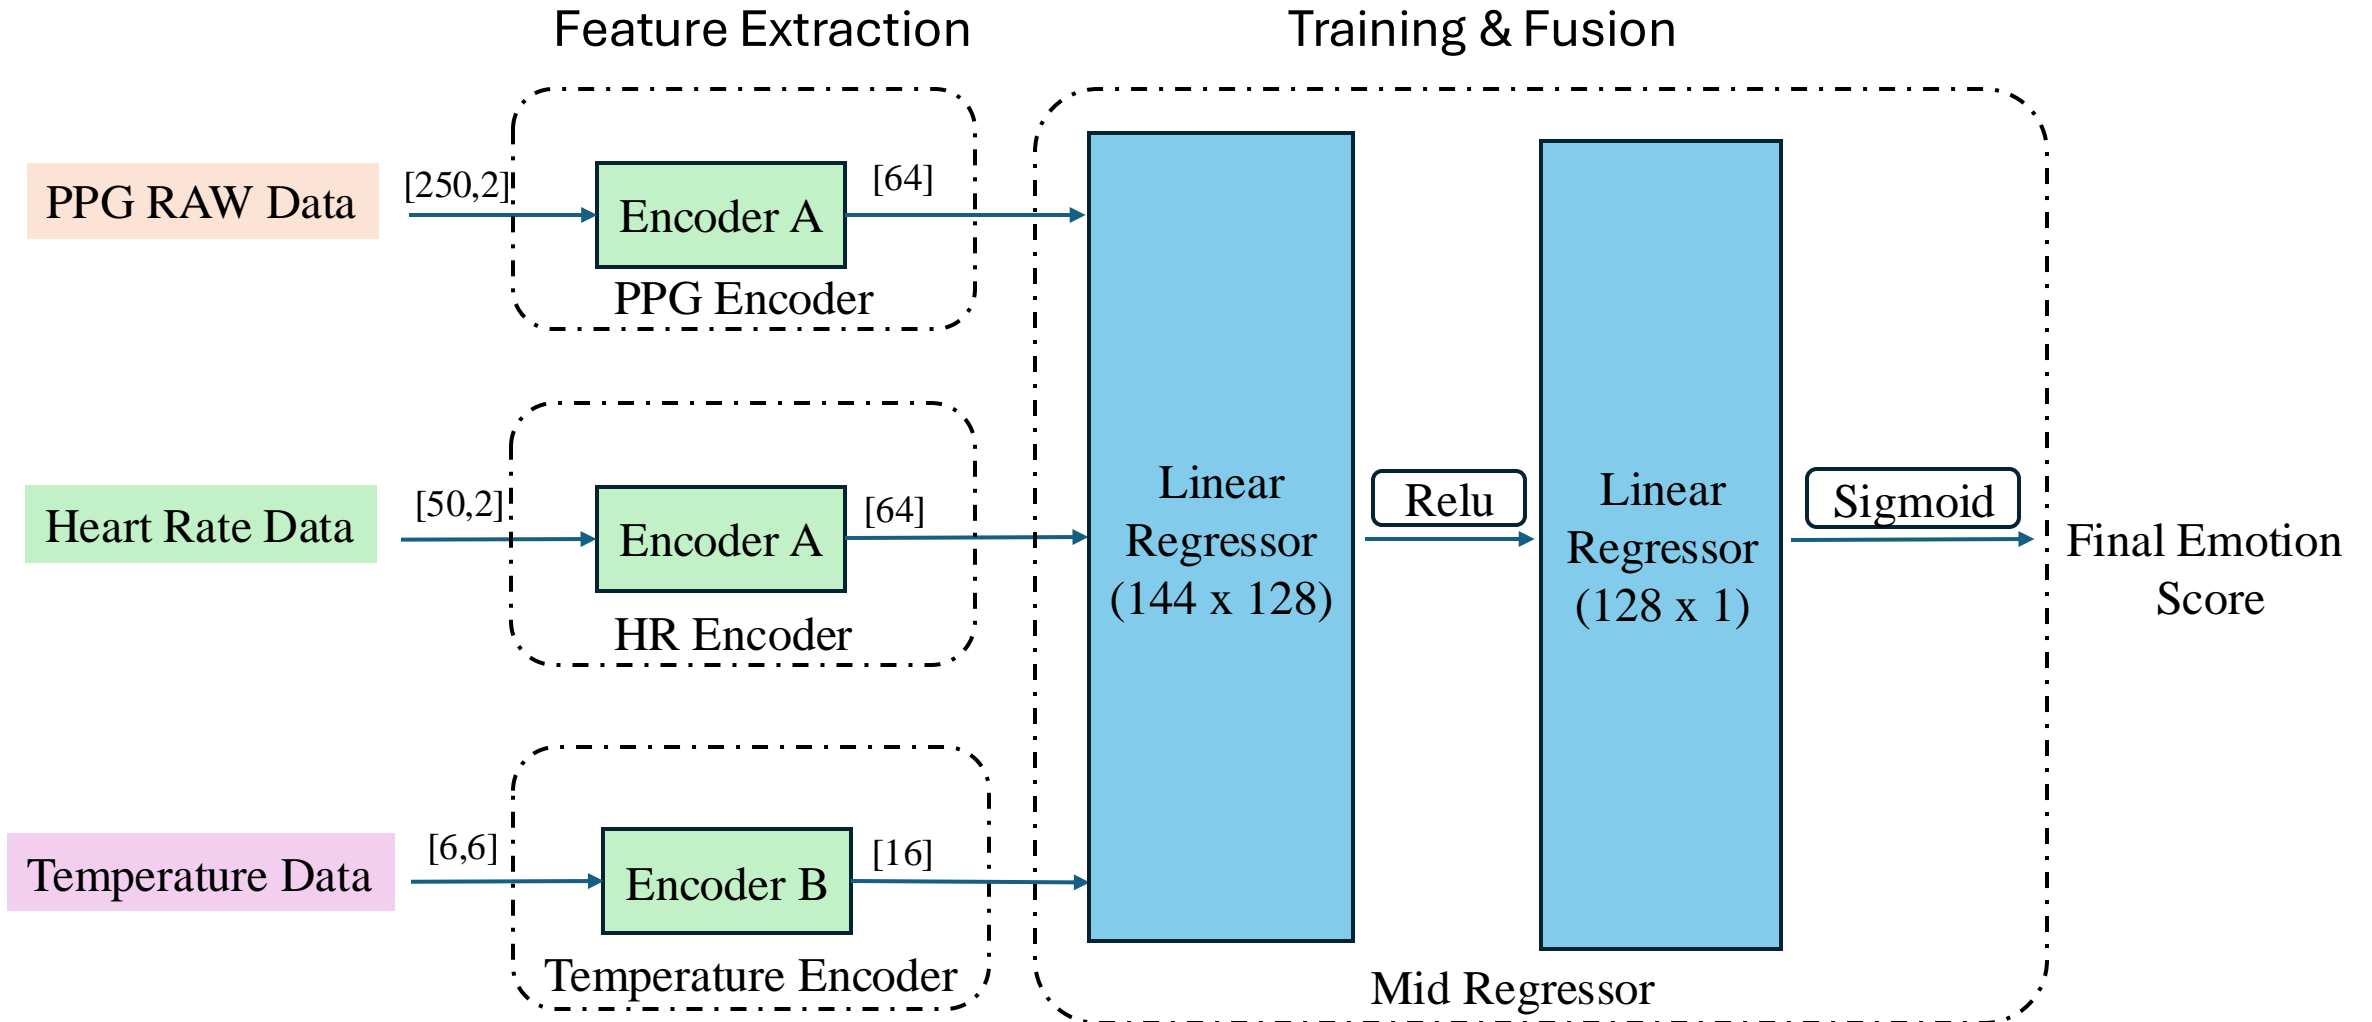 Feature Extraction
Training & Fusion
PPG RAW Data
[250,2]
Encoder A
[64]
PPG Encoder
Heart Rate Data
[50,2]
Encoder A
[64]
HR Encoder
Temperature Data
[6,6]
Encoder B
[16]
Temperature Encoder
Linear
Regressor
(144 x 128)
Relu
Linear
Regressor
(128 x 1)
Sigmoid
Mid Regressor
Final Emotion
Score